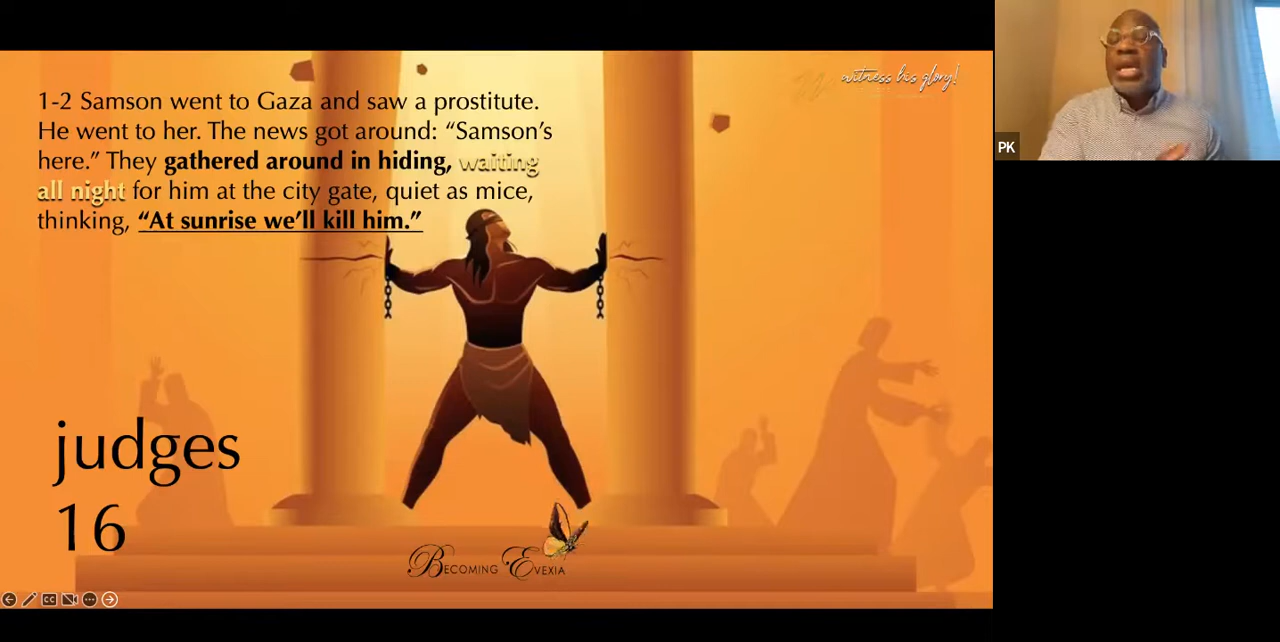 witness his glory!
1-2 Samson went to Gaza and saw a prostitute.
He went to her. The news got around: “Samson’s
here.” They gathered around in hiding, waiting
all night for him at the city gate, quiet as mice,
thinking, “At sunrise we’ll kill him.”
judges
16
BECOMING EVEXIA
CC
PK